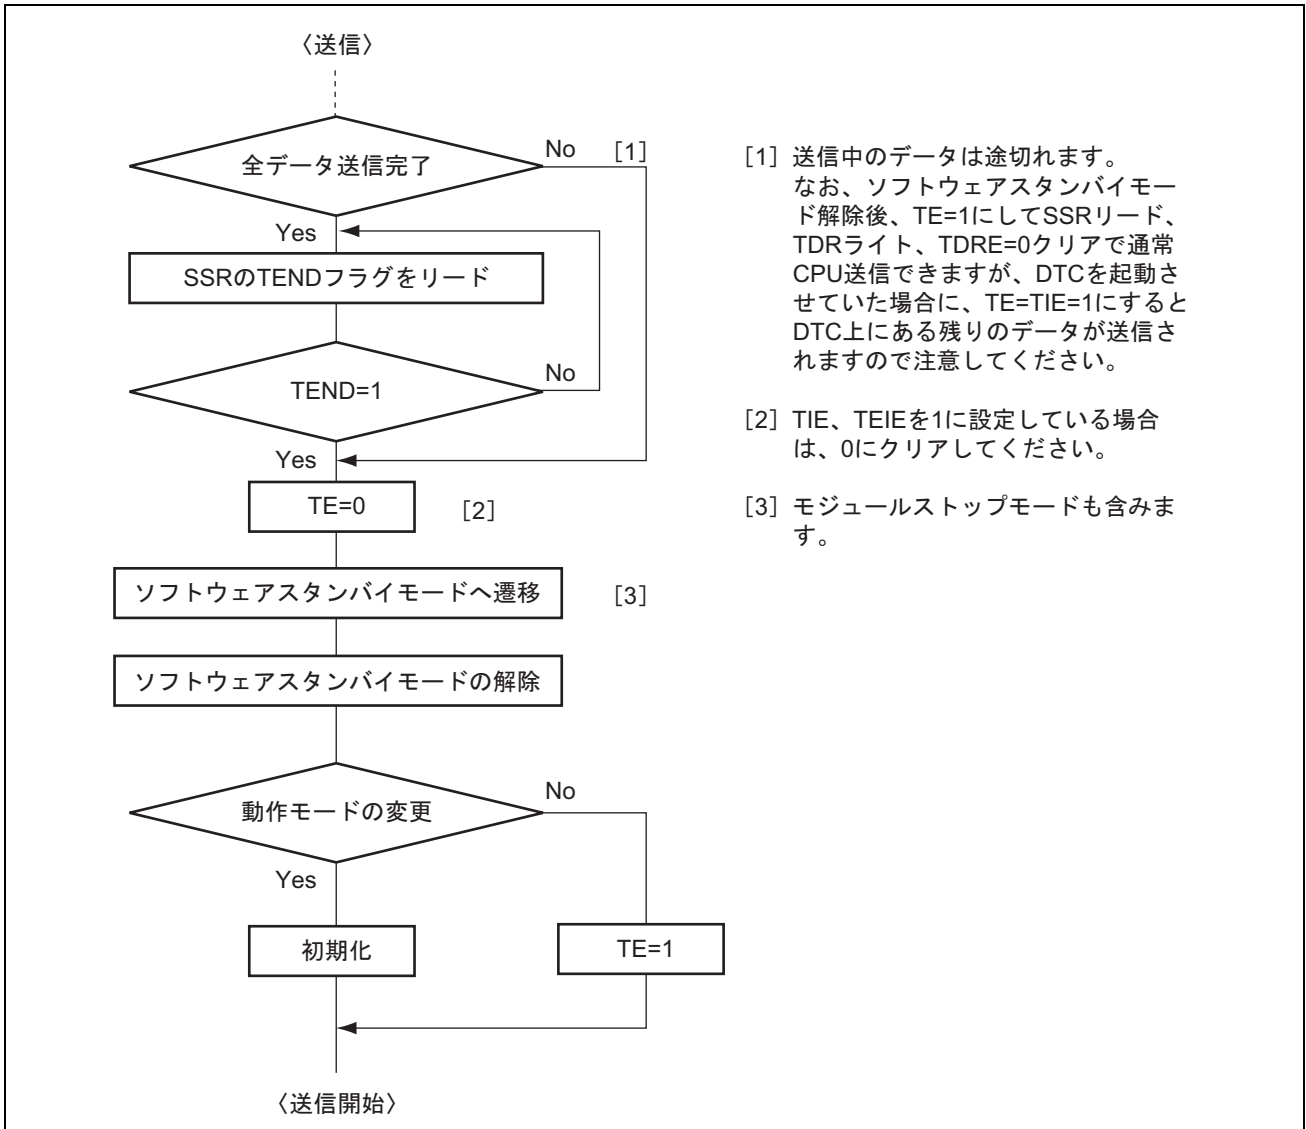 〈送信〉
全データ送信完了
No [1]
Yes
SSRのTENDフラグをリード
TEND=1
No
Yes
TE=0
[2]
ソフトウェアスタンバイモードへ遷移
[3]
ソフトウェアスタンバイモードの解除
動作モードの変更
No
Yes
初期化
TE=1
〈送信開始〉
[1] 送信中のデータは途切れます。
なお、ソフトウェアスタンバイモー
ド解除後、TE=1にしてSSRリード、
TDRライト、TDRE=0クリアで通常
CPU送信できますが、DTCを起動さ
せていた場合に、TE=TIE=1にすると
DTC上にある残りのデータが送信さ
れますので注意してください。
[2] TIE、TEIEを1に設定している場合
は、0にクリアしてください。
[3] モジュールストップモードも含みま
す。